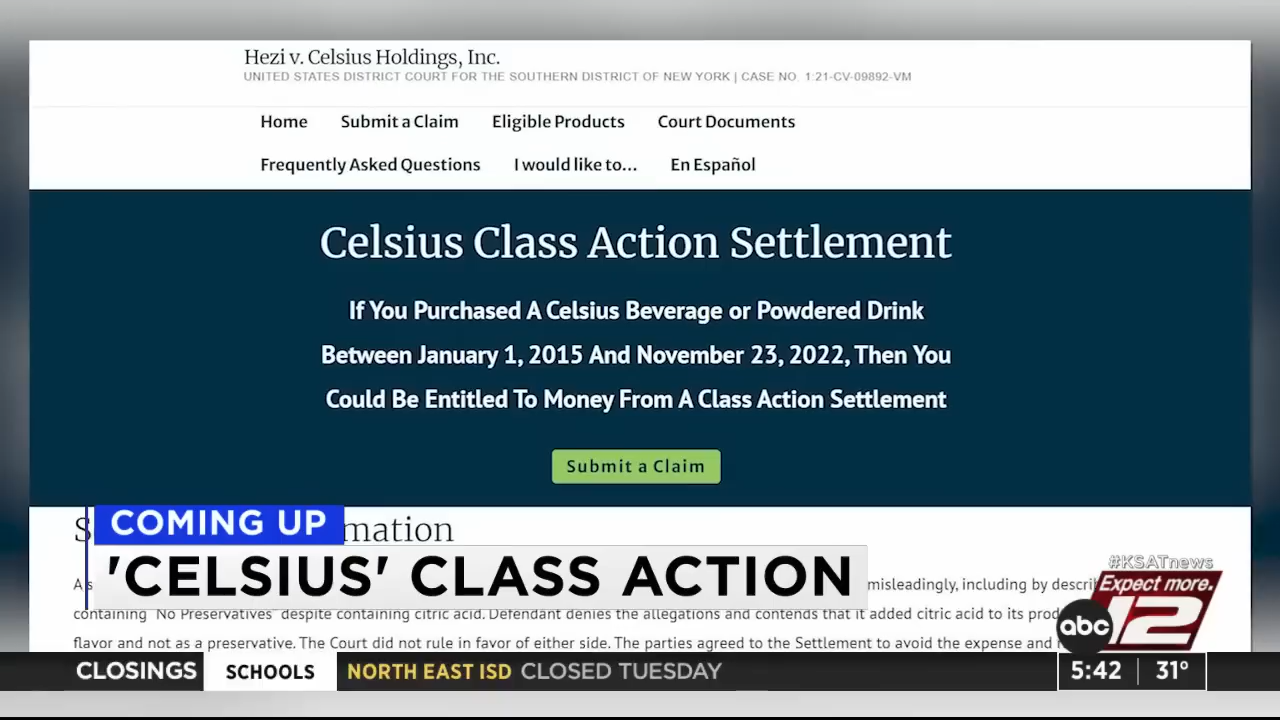 Hezi v. Celsius Holdings, Inc.
UNITED STATES DISTRICT COURT FOR THE SOUTHERN DISTRICT OF NEW YORK | CASE NO. 1:21-CV-09892-VM
Home Submit a Claim Eligible Products Court Documents
Frequently Asked Questions I would like to... En Español
Celsius Class Action Settlement
If You Purchased A Celsius Beverage or Powdered Drink
Between January 1, 2015 And November 23, 2022, Then You
Could Be Entitled To Money From A Class Action Settlement
Submit a Claim
COMING UP
'CELSIUS' CLASS ACTION
#KSATnews
misleadingly, including by
Expect more.
containing "No Preservatives" despite containing citric acid. Defendant denies the allegations and contends that it added citric acid to its
abc 12
flavor and not as a preservative. The Court did not rule in favor of either side. The parties agreed to the Settlement to avoid the expense and
CLOSINGS SCHOOLS NORTH EAST ISD CLOSED TUESDAY 5:42 31°